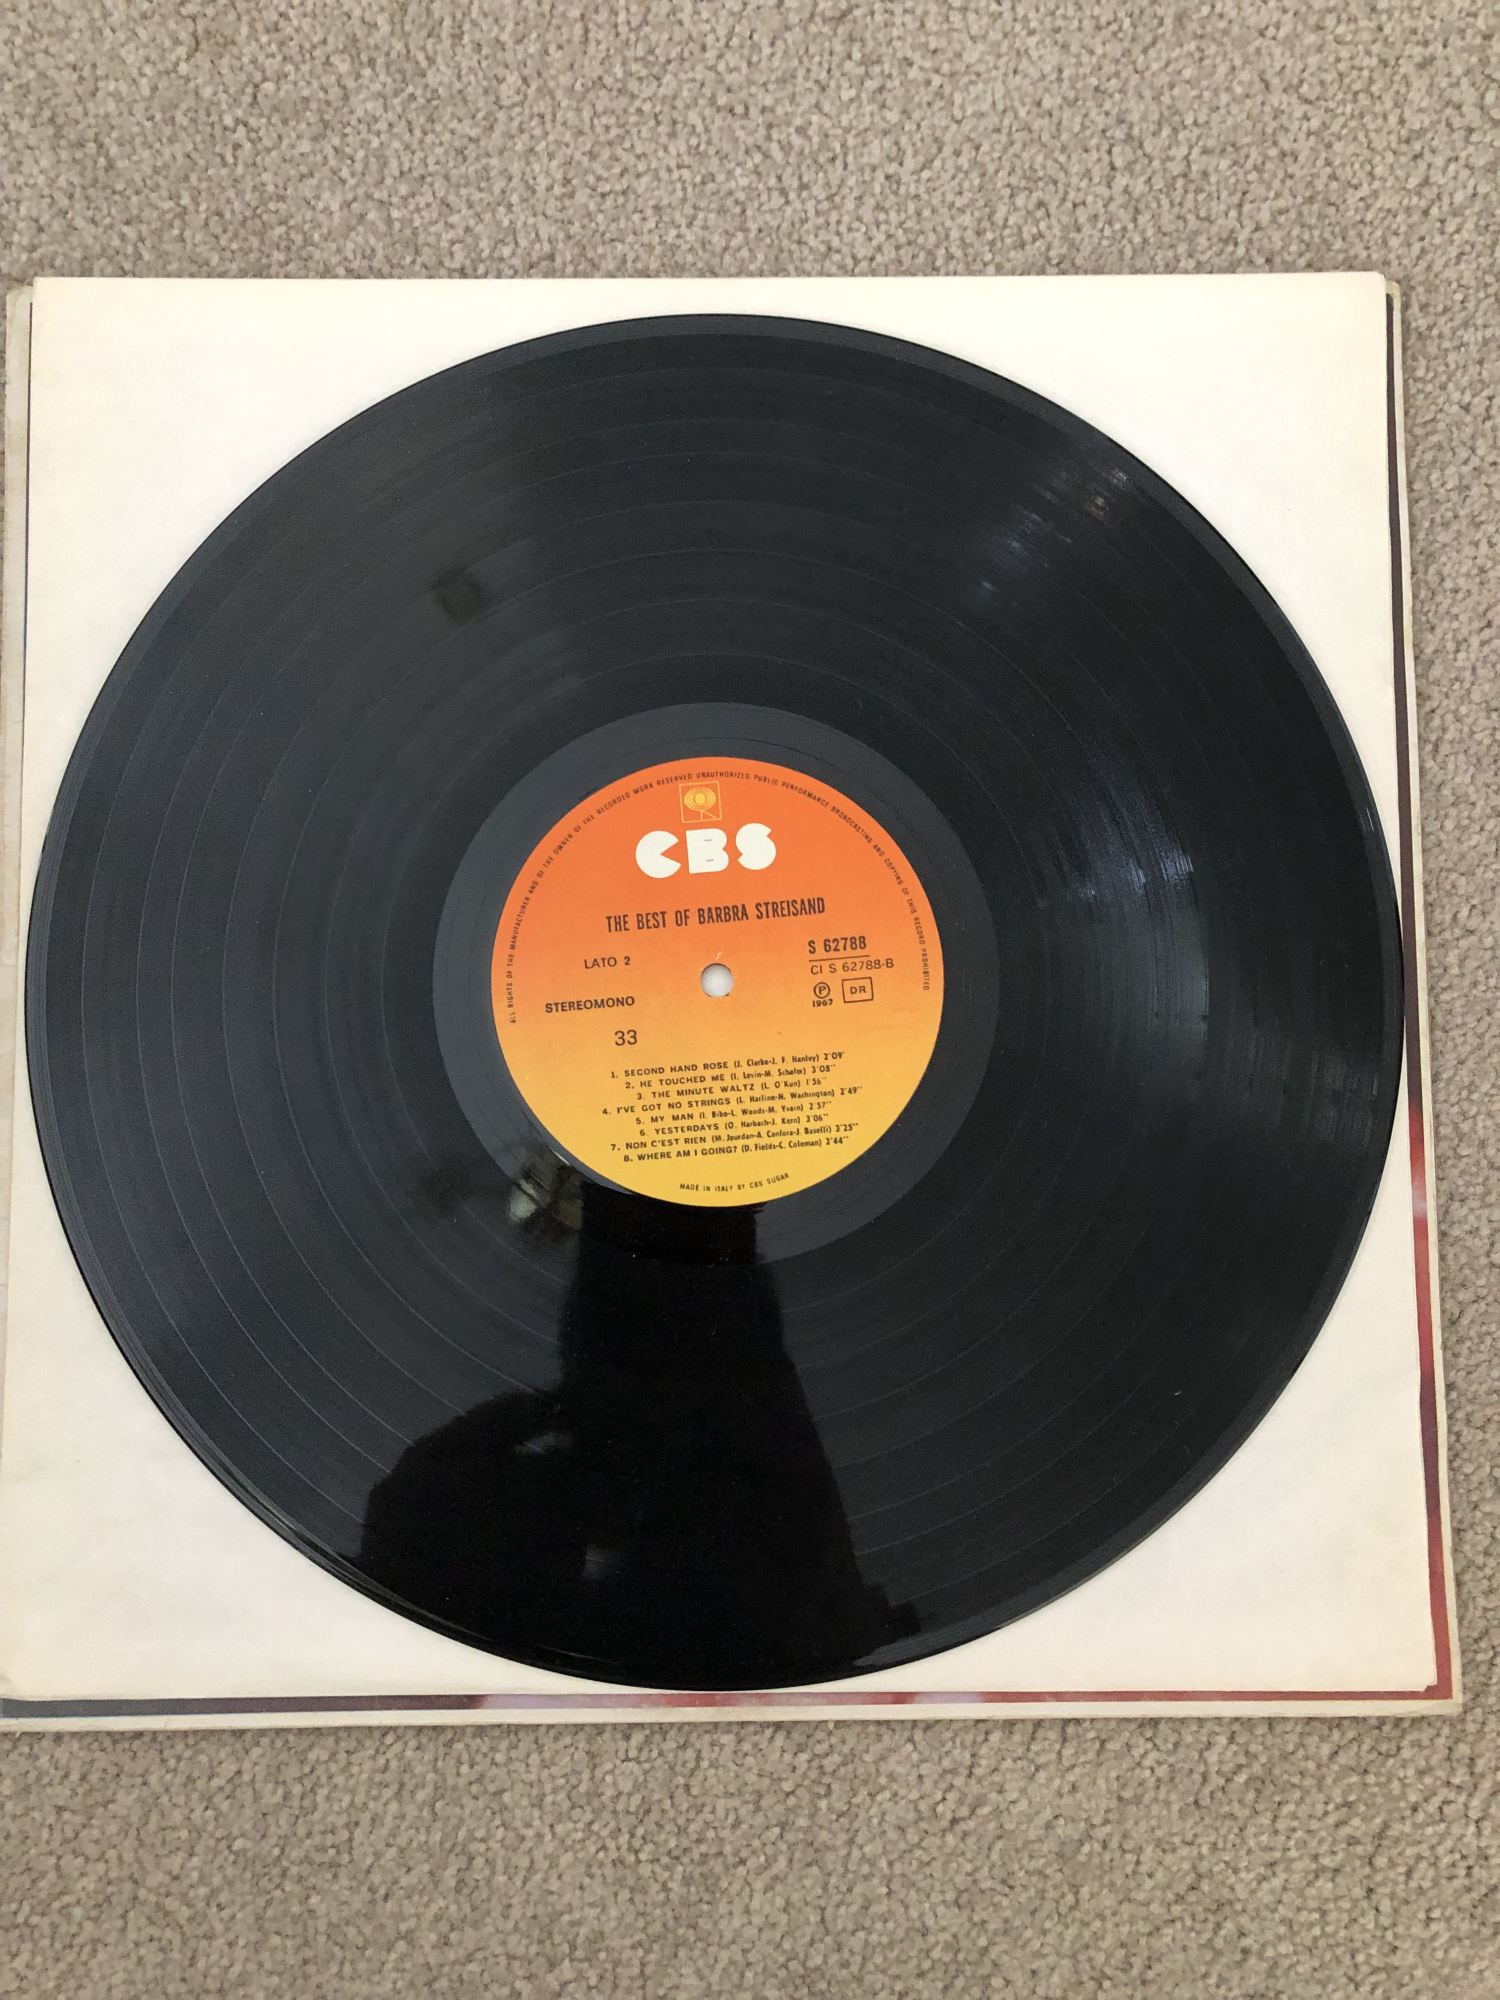 ALL RIGHTS OF THE MANUFACTURER AND OF THE OWNER OF THE RECORDED WORK RESERVED UNAUTHORIZED PUBLIC PERFORMANCE BROADCASTING AND COPYING OF THIS RECORD PROHIBITED
CBS
THE BEST OF BARBRA STREISAND
LATO 2
S 62788
CI S 62788-B
STEREOMONO
℗ DR
1967
33
1. SECOND HAND ROSE (J. Clarke-J. F. Hanley) 2'09'
2. HE TOUCHED ME (I. Levin-M. Schafer) 3'08''
3. THE MINUTE WALTZ (L. O'Kun) 1'56''
4. I'VE GOT NO STRINGS (L. Harline-N. Washington) 2'49''
5. MY MAN (I. Bibo-L. Woods-M. Yvain) 2'57''
6. YESTERDAYS (O. Harbach-J. Kern) 3'06''
7. NON C'EST RIEN (M. Jourdan-A. Canfora-J. Baselli) 3'25''
8. WHERE AM I GOING? (D. Fields-C. Coleman) 2'44''
MADE IN ITALY BY CBS SUGAR